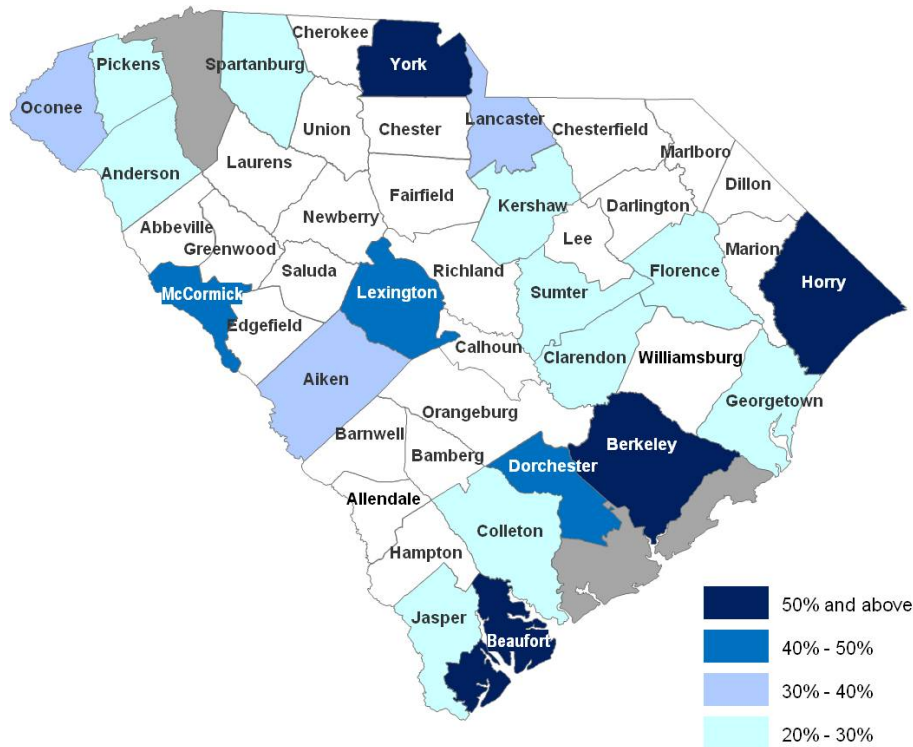 Cherokee
York
Pickens
Spartanburg
Oconee
Lancaster
Union
Chester
Chesterfield
Marlboro
Laurens
Anderson
Dillon
Fairfield
Kershaw
Darlington
Newberry
Abbeville
Greenwood
Lee
Marion
Saluda
Richland
Florence
Horry
McCormick
Lexington
Sumter
Edgefield
Calhoun
Clarendon
Williamsburg
Aiken
Georgetown
Orangeburg
Barnwell
Berkeley
Bamberg
Dorchester
Allendale
Colleton
Hampton
Jasper
Beaufort
50% and above
40% - 50%
30% - 40%
20% - 30%